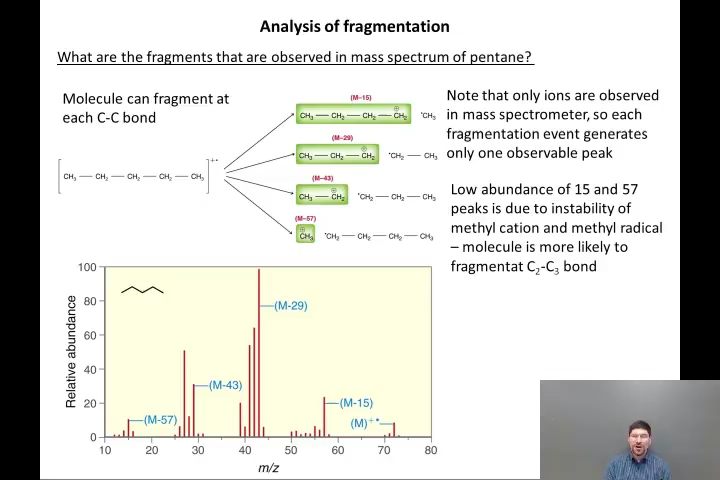 Analysis of fragmentation
What are the fragments that are observed in mass spectrum of pentane?
Molecule can fragment at
each C-C bond
[CH₃ — CH₂ — CH₂ — CH₂ — CH₃]⁺•
(M–15)
CH₃ — CH₂ — CH₂ — CH₂ ⊕ •CH₃
(M–29)
CH₃ — CH₂ — CH₂ ⊕ •CH₂ — CH₃
(M–43)
CH₃ — CH₂ ⊕ •CH₂ — CH₂ — CH₃
(M–57)
⊕ CH₃ •CH₂ — CH₂ — CH₂ — CH₃
Note that only ions are observed
in mass spectrometer, so each
fragmentation event generates
only one observable peak
Low abundance of 15 and 57
peaks is due to instability of
methyl cation and methyl radical
– molecule is more likely to
fragmentat C₂-C₃ bond
Relative abundance
100
80
60
40
20
0
(M-57)
(M-43)
(M-29)
(M-15)
(M)⁺•
10 20 30 40 50 60 70 80
m/z